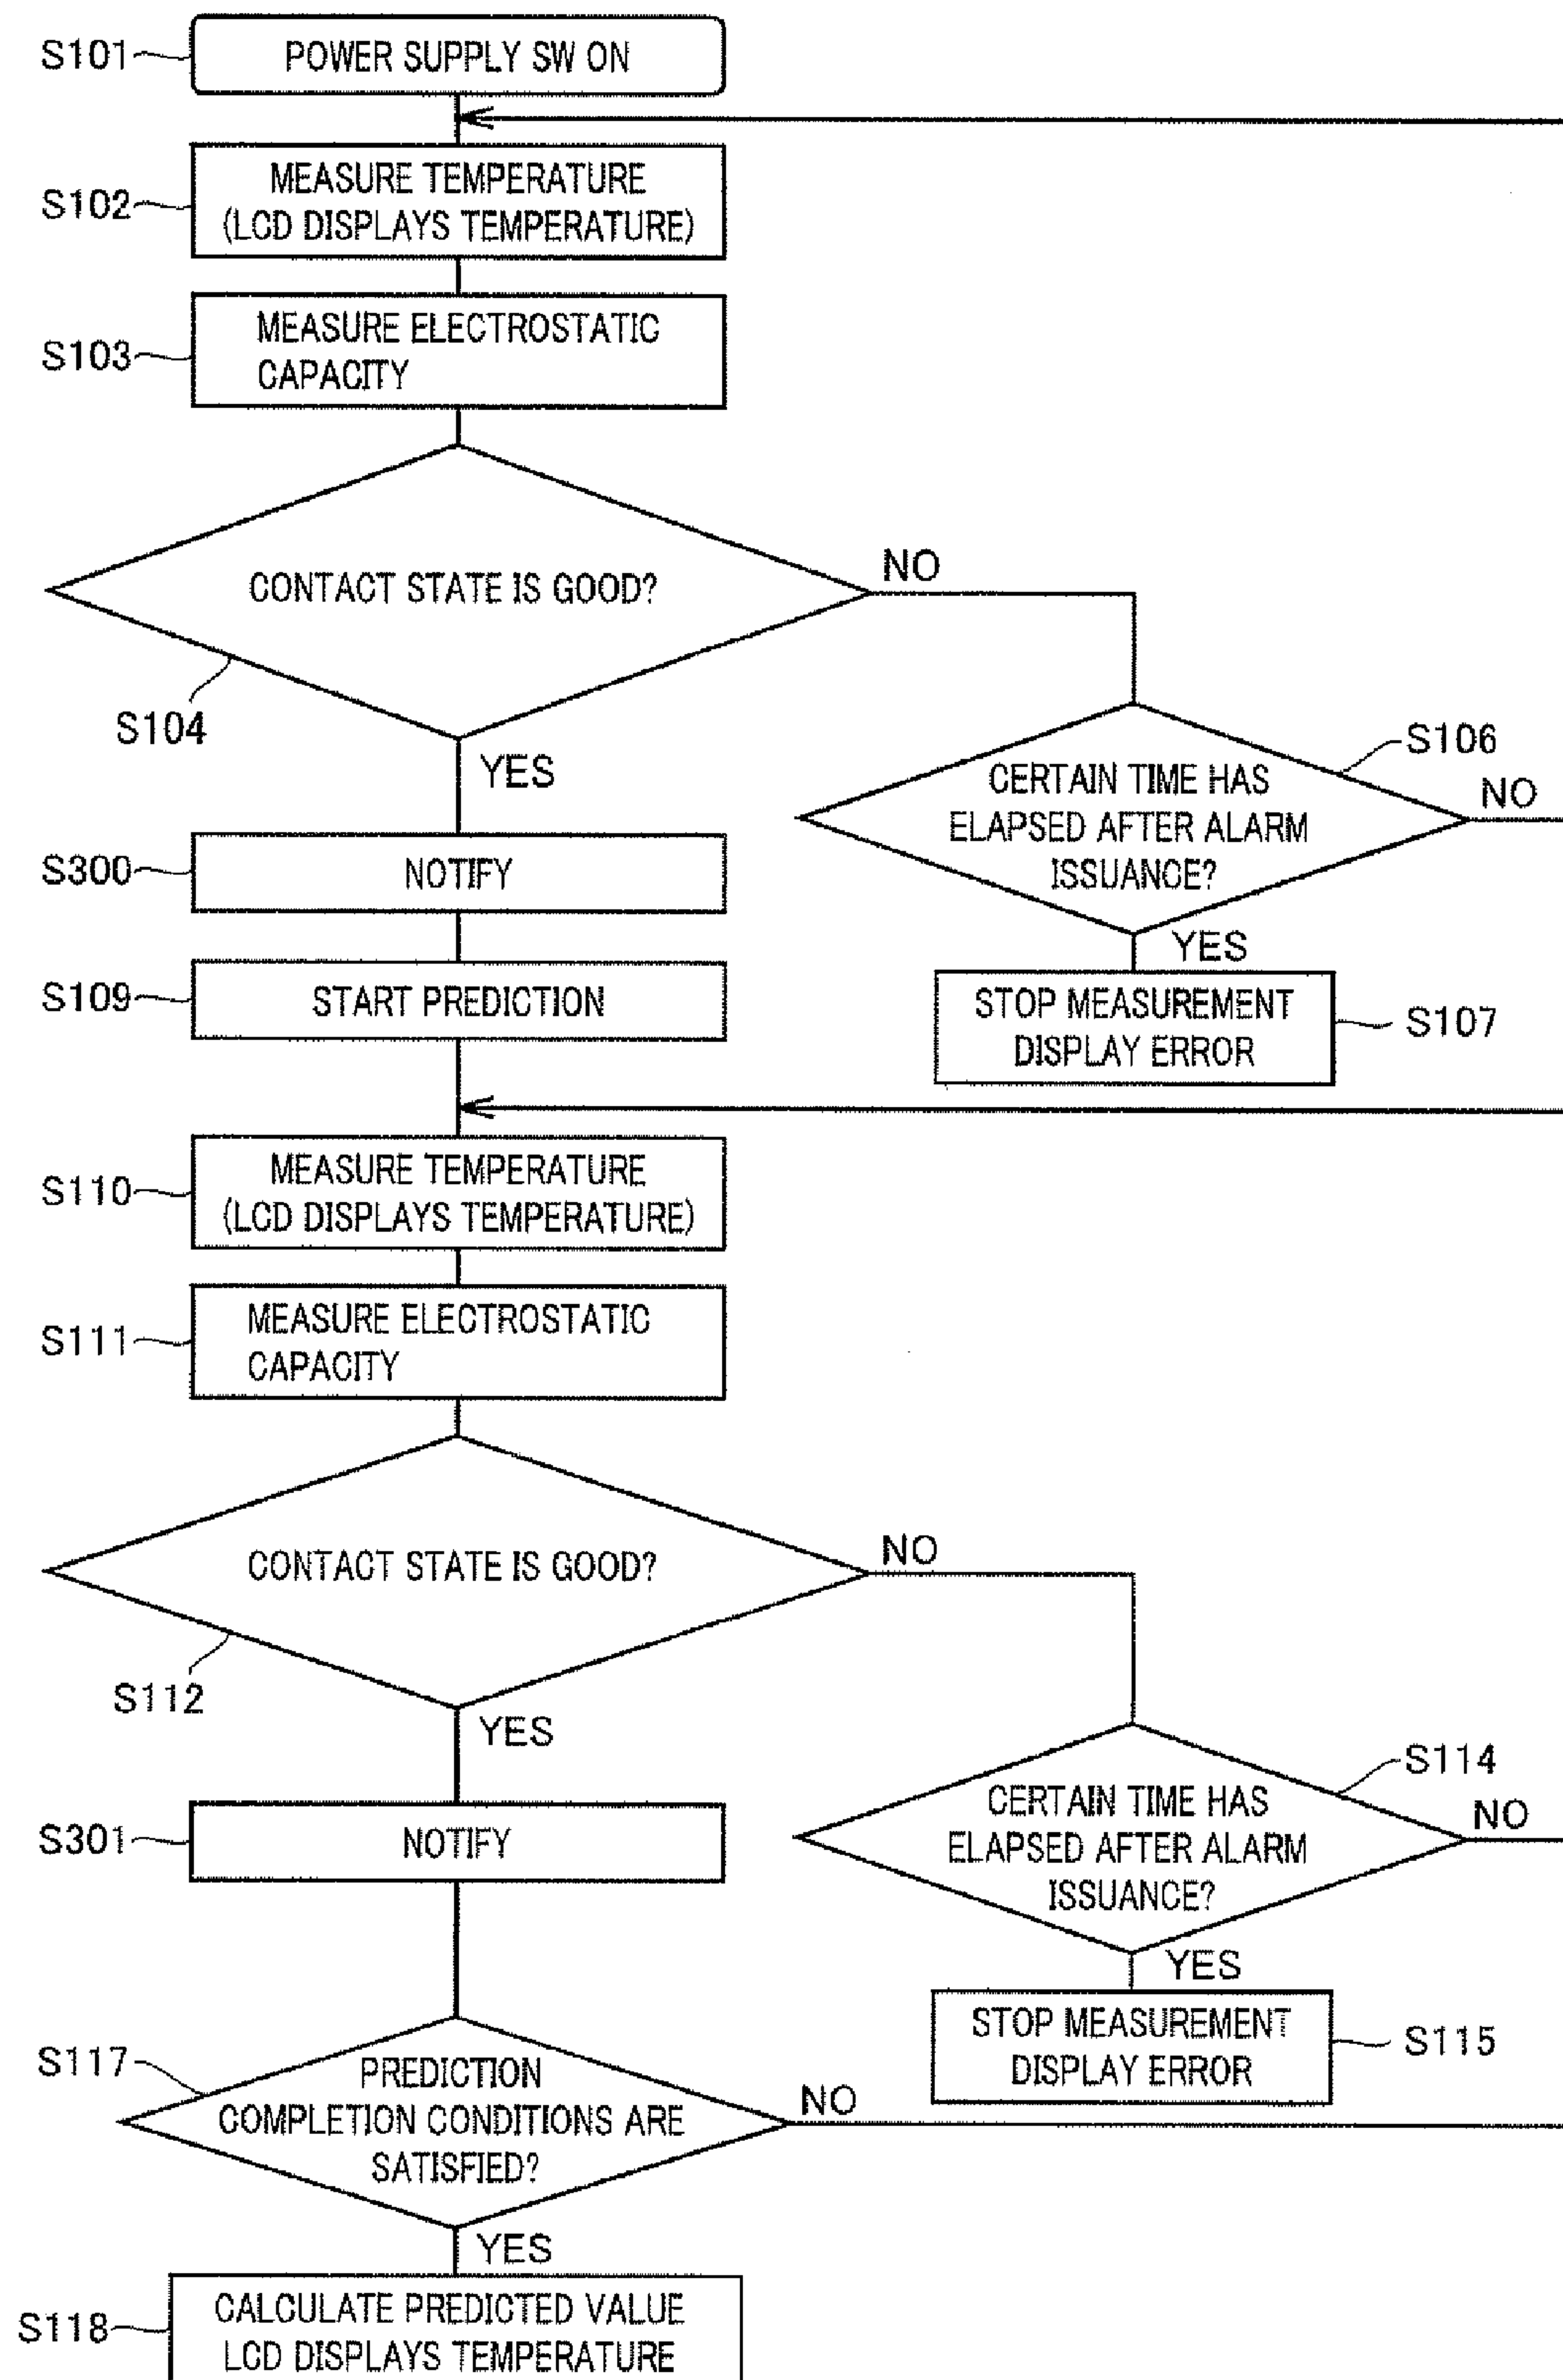 S101
POWER SUPPLY SW ON
S102
MEASURE TEMPERATURE
(LCD DISPLAYS TEMPERATURE)
S103
MEASURE ELECTROSTATIC
CAPACITY
CONTACT STATE IS GOOD?
NO
S104
YES
S106
CERTAIN TIME HAS
ELAPSED AFTER ALARM
ISSUANCE?
NO
YES
S300
NOTIFY
S109
START PREDICTION
STOP MEASUREMENT
DISPLAY ERROR
S107
S110
MEASURE TEMPERATURE
(LCD DISPLAYS TEMPERATURE)
S111
MEASURE ELECTROSTATIC
CAPACITY
CONTACT STATE IS GOOD?
NO
S112
YES
S114
CERTAIN TIME HAS
ELAPSED AFTER ALARM
ISSUANCE?
NO
YES
S301
NOTIFY
STOP MEASUREMENT
DISPLAY ERROR
S115
S117
PREDICTION
COMPLETION CONDITIONS ARE
SATISFIED?
NO
YES
S118
CALCULATE PREDICTED VALUE
LCD DISPLAYS TEMPERATURE